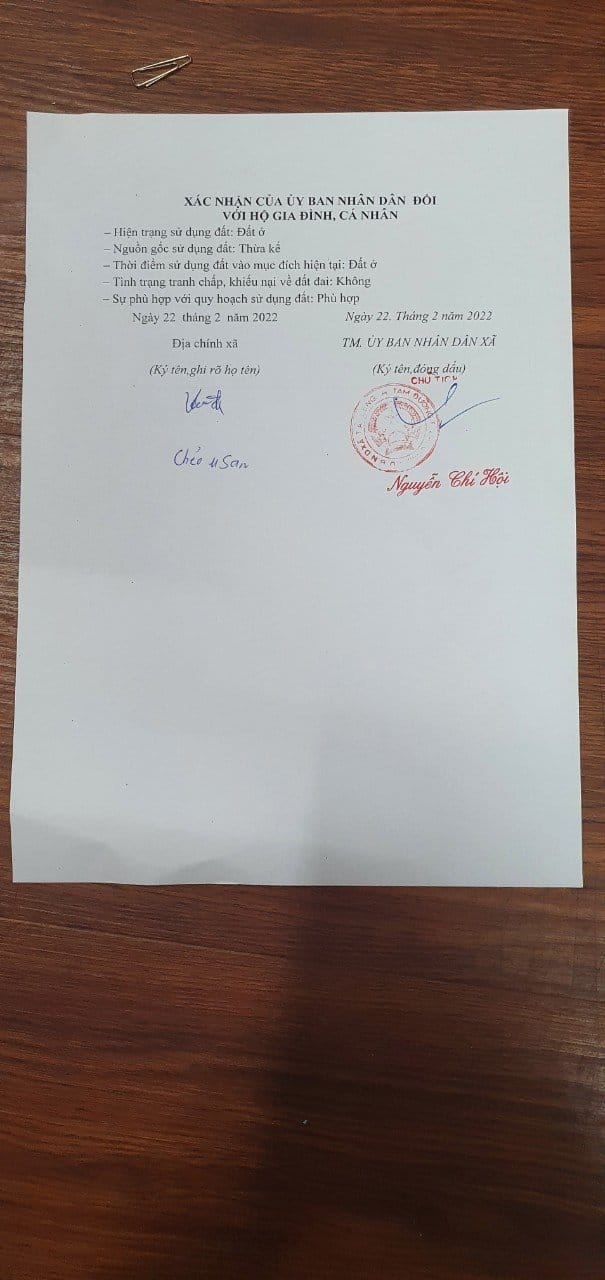 XÁC NHẬN CỦA ỦY BAN NHÂN DÂN ĐỐI
VỚI HỘ GIA ĐÌNH, CÁ NHÂN
– Hiện trạng sử dụng đất: Đất ở
– Nguồn gốc sử dụng đất: Thừa kế
– Thời điểm sử dụng đất vào mục đích hiện tại: Đất ở
– Tình trạng tranh chấp, khiếu nại về đất đai: Không
– Sự phù hợp với quy hoạch sử dụng đất: Phù hợp
Ngày 22 tháng 2 năm 2022
Ngày 22. Tháng 2 năm 2022
Địa chính xã
TM. ỦY BAN NHÂN DÂN XÃ
(Ký tên,ghi rõ họ tên)
(Ký tên,đóng dấu)
CHỦ TỊCH
H. TAM ĐƯỜNG
Chẻo U San
Nguyễn Chí Hội